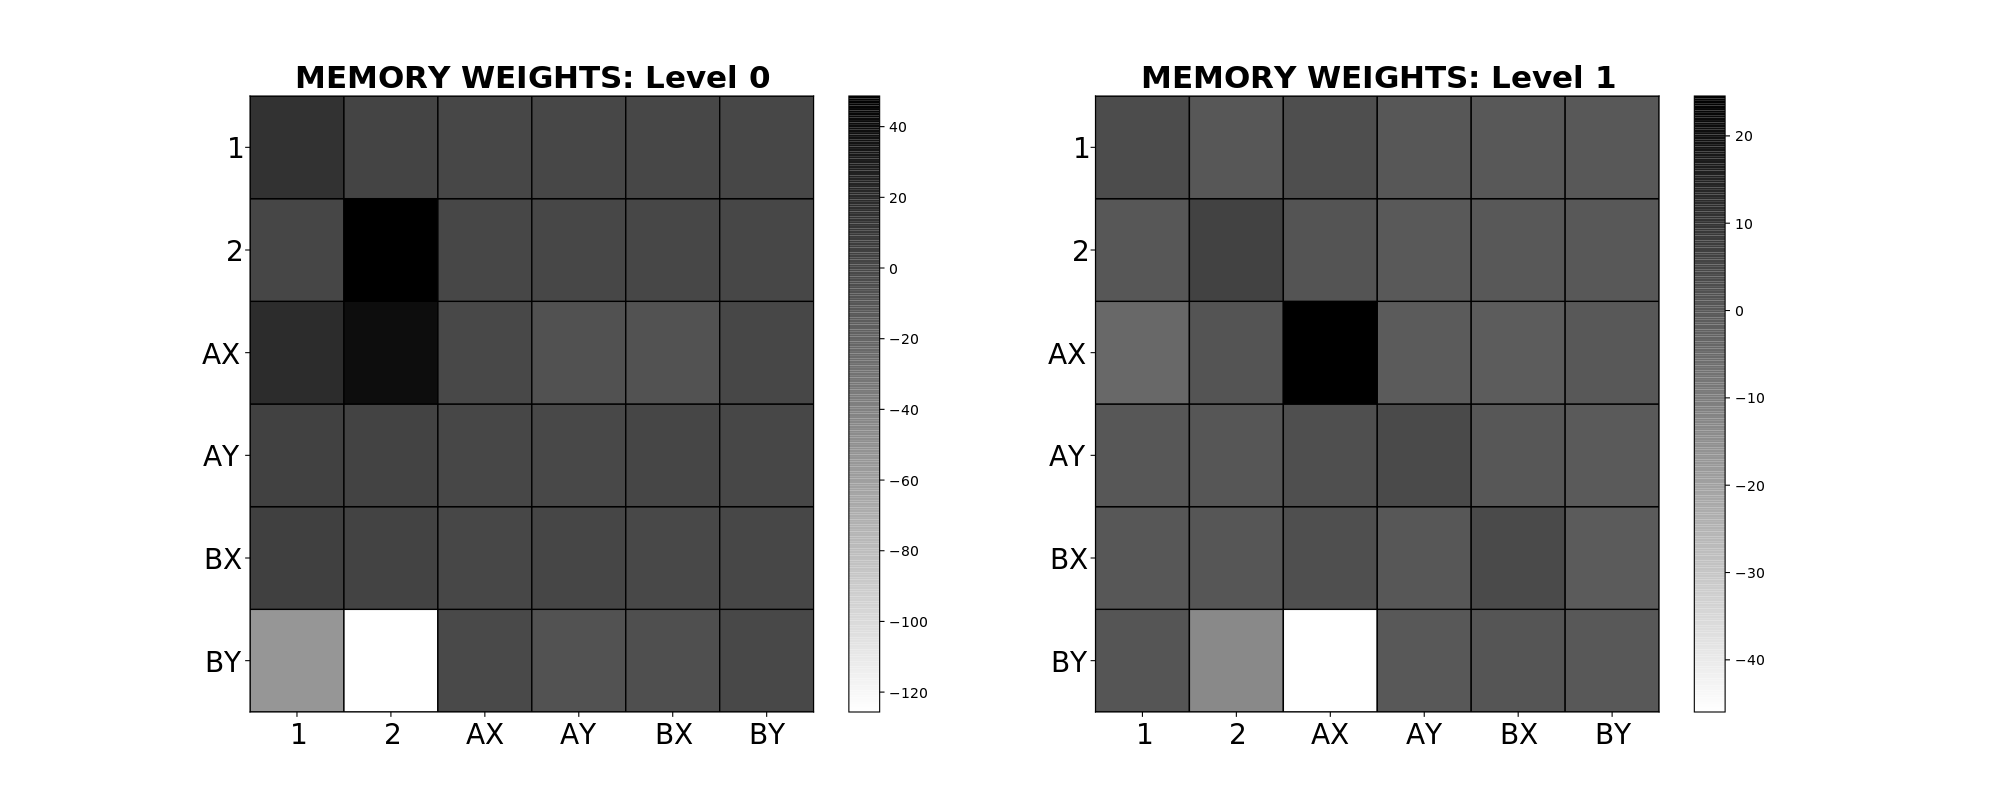 MEMORY WEIGHTS: Level 0
1
2
AX
AY
BX
BY
1 2 AX AY BX BY
40
20
0
−20
−40
−60
−80
−100
−120
MEMORY WEIGHTS: Level 1
1
2
AX
AY
BX
BY
1 2 AX AY BX BY
20
10
0
−10
−20
−30
−40